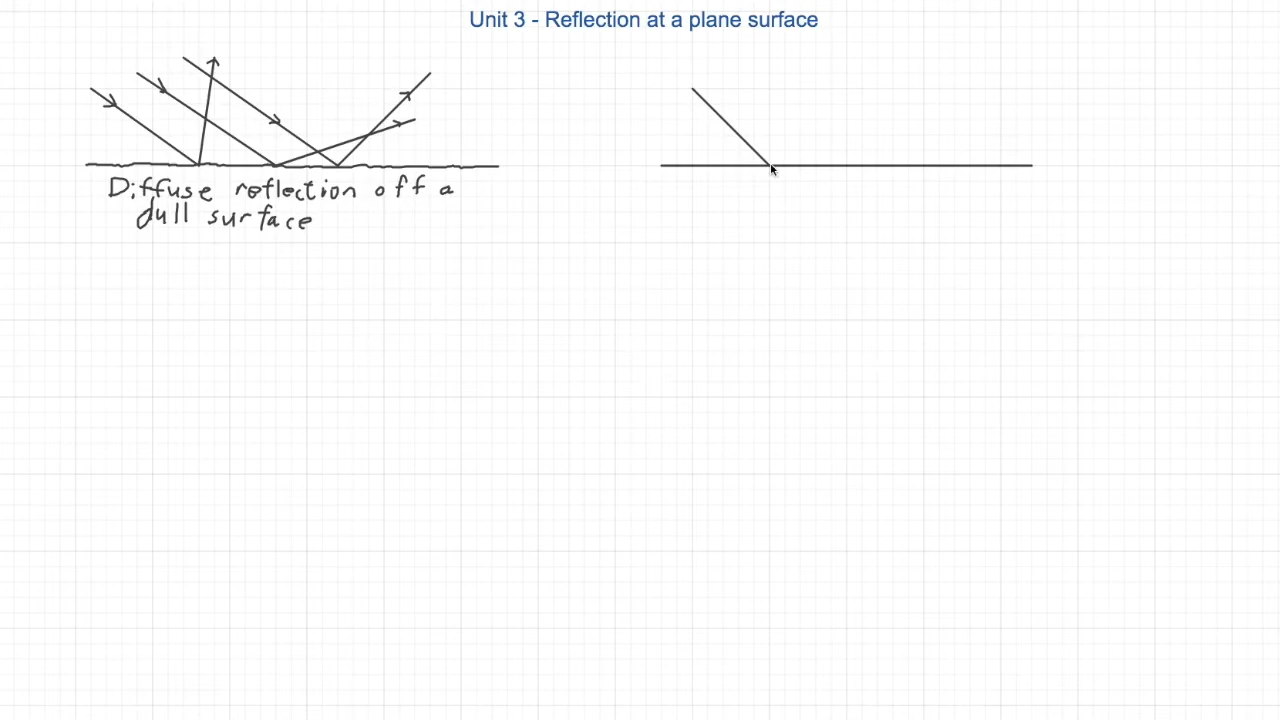 Unit 3 - Reflection at a plane surface
Diffuse reflection off a
dull surface